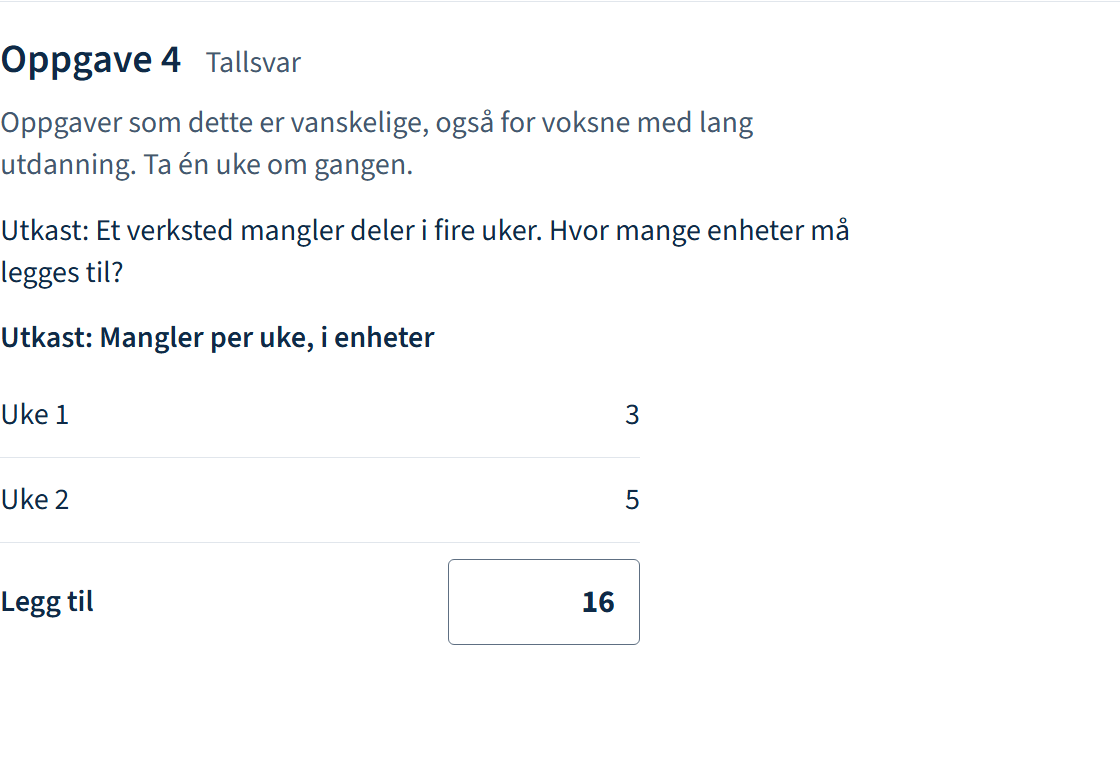 Oppgave 4 Tallsvar
Oppgaver som dette er vanskelige, også for voksne med lang
utdanning. Ta én uke om gangen.
Utkast: Et verksted mangler deler i fire uker. Hvor mange enheter må
legges til?
Utkast: Mangler per uke, i enheter
Uke 1 3
Uke 2 5
Legg til 16